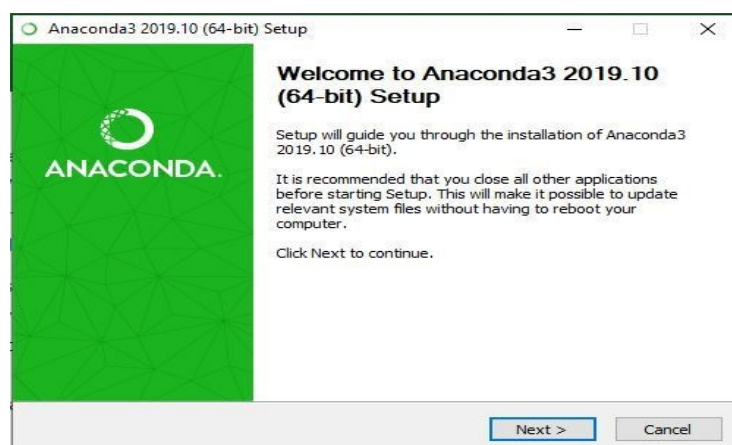 Anaconda3 2019.10 (64-bit) Setup
ANACONDA.
Welcome to Anaconda3 2019.10
(64-bit) Setup
Setup will guide you through the installation of Anaconda3
2019.10 (64-bit).
It is recommended that you close all other applications
before starting Setup. This will make it possible to update
relevant system files without having to reboot your
computer.
Click Next to continue.
Next >
Cancel